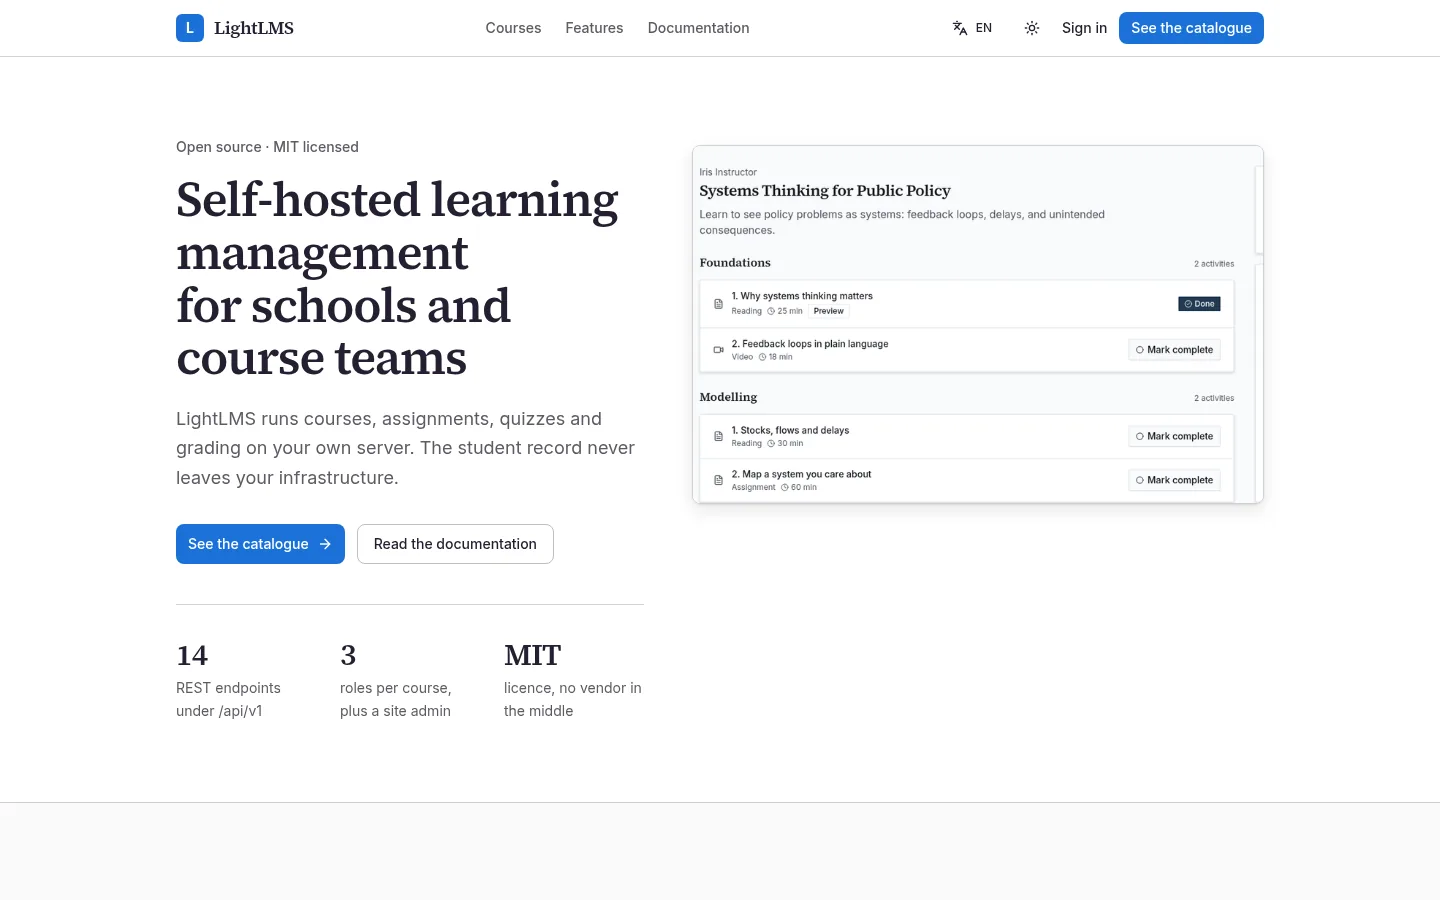 L LightLMS
Courses Features Documentation
EN
Sign in
See the catalogue
Open source · MIT licensed
Self-hosted learning
management
for schools and
course teams
LightLMS runs courses, assignments, quizzes and
grading on your own server. The student record never
leaves your infrastructure.
See the catalogue
Read the documentation
14
REST endpoints
under /api/v1
3
roles per course,
plus a site admin
MIT
licence, no vendor in
the middle
Iris Instructor
Systems Thinking for Public Policy
Learn to see policy problems as systems: feedback loops, delays, and unintended
consequences.
Foundations 2 activities
1. Why systems thinking matters
Reading 25 min Preview
Done
2. Feedback loops in plain language
Video 18 min
Mark complete
Modelling 2 activities
1. Stocks, flows and delays
Reading 30 min
Mark complete
2. Map a system you care about
Assignment 60 min
Mark complete